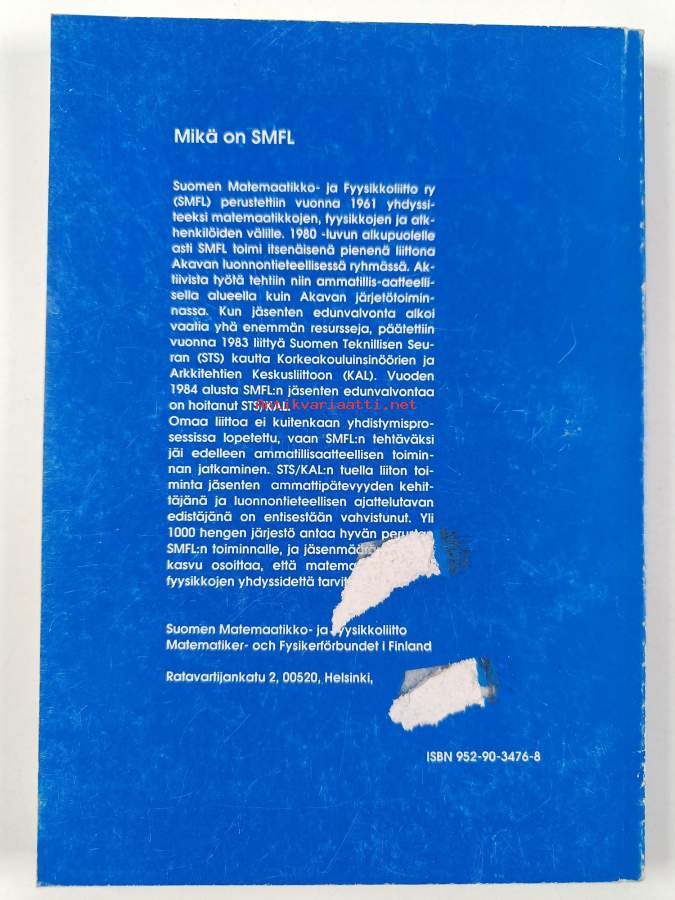 Mikä on SMFL
Suomen Matemaatikko- ja Fyysikkoliitto ry
(SMFL) perustettiin vuonna 1961 yhdyssi-
teeksi matemaatikkojen, fyysikkojen ja atk-
henkilöiden välille. 1980 -luvun alkupuolelle
asti SMFL toimi itsenäisenä pienenä liittona
Akavan luonnontieteellisessä ryhmässä. Ak-
tiivista työtä tehtiin niin ammatillis-aatteelli-
sella alueella kuin Akavan järjetötoimin-
nassa. Kun jäsenten edunvalvonta alkoi
vaatia yhä enemmän resursseja, päätettiin
vuonna 1983 liittyä Suomen Teknillisen Seu-
ran (STS) kautta Korkeakouluinsinöörien ja
Arkkitehtien Keskusliittoon (KAL). Vuoden
1984 alusta SMFL:n jäsenten edunvalvontaa
on hoitanut STS/KAL.
Antikvariaatti.net
Omaa liittoa ei kuitenkaan yhdistymispro-
sessissa lopetettu, vaan SMFL:n tehtäväksi
jäi edelleen ammatillisaatteellisen toimin-
nan jatkaminen. STS/KAL:n tuella liiton toi-
minta jäsenten ammattipätevyyden kehit-
täjänä ja luonnontieteellisen ajattelutavan
edistäjänä on entisestään vahvistunut. Yli
1000 hengen järjestö antaa hyvän
SMFL:n toiminnalle, ja
kasvu osoittaa, että
fyysikkojen yhdyssidettä
Suomen Matemaatikko- ja Fyysikkoliitto
Matematiker- och Fysikerförbundet i Finland
Ratavartijankatu 2, 00520, Helsinki,
ISBN 952-90-3476-8